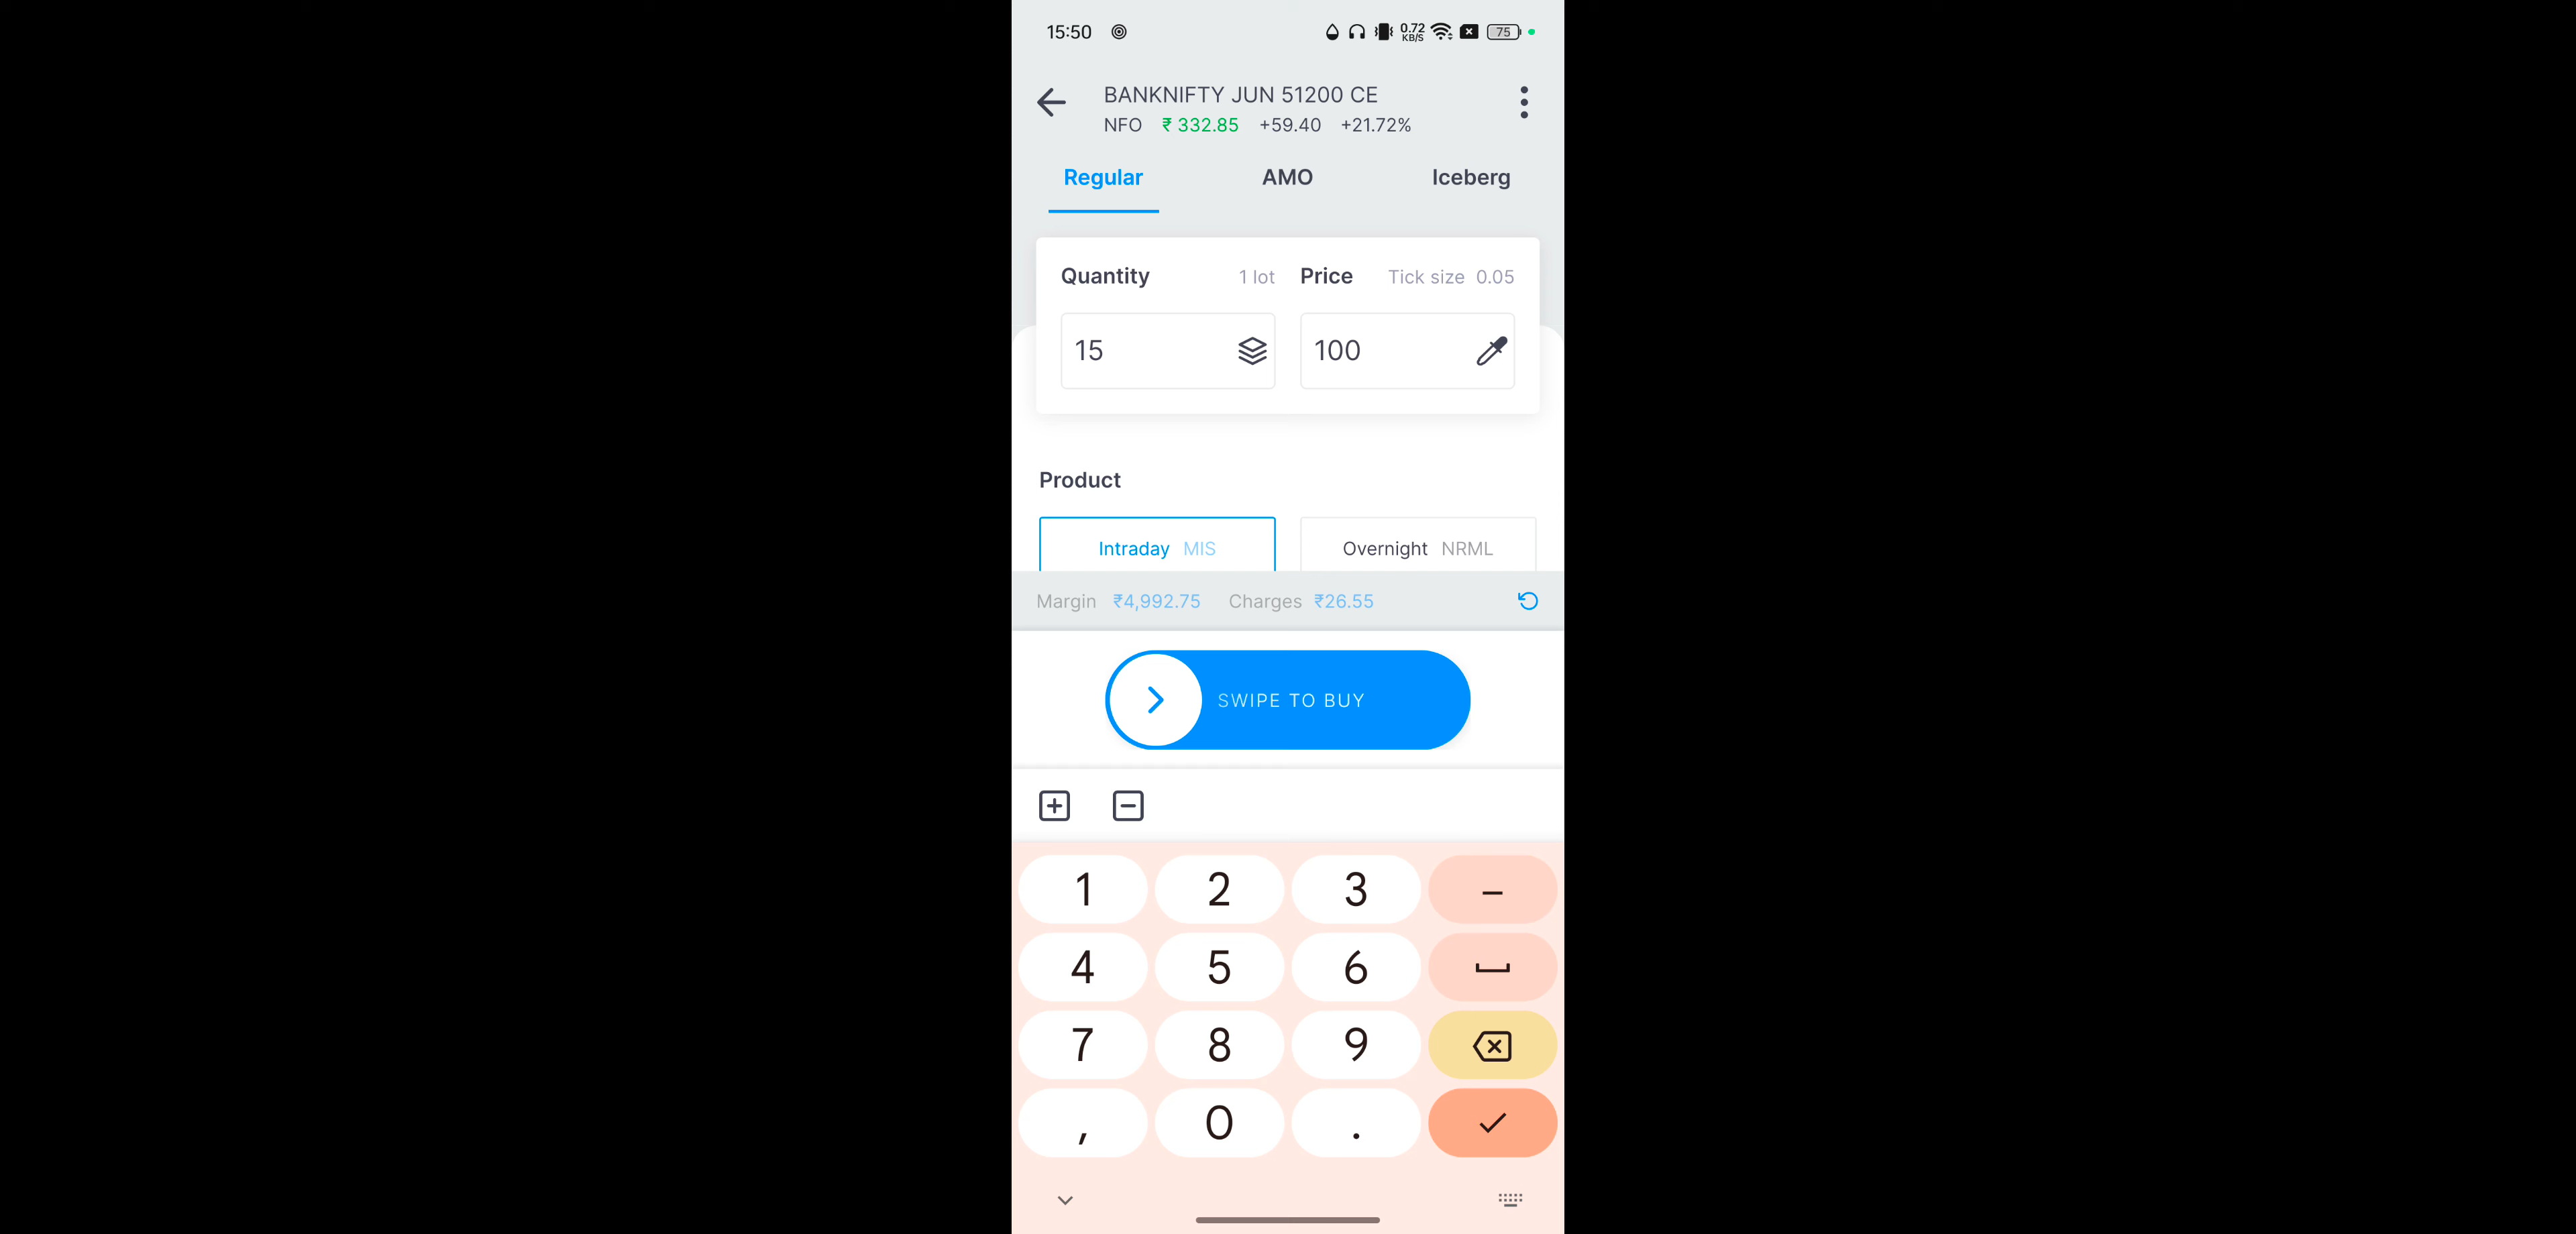 15:50 0.72 KB/S 75
BANKNIFTY JUN 51200 CE
NFO ₹ 332.85 +59.40 +21.72%
Regular AMO Iceberg
Quantity 1 lot Price Tick size 0.05
15 100
Product
Intraday MIS Overnight NRML
Margin ₹4,992.75 Charges ₹26.55
SWIPE TO BUY
1 2 3 –
4 5 6
7 8 9
, 0 .